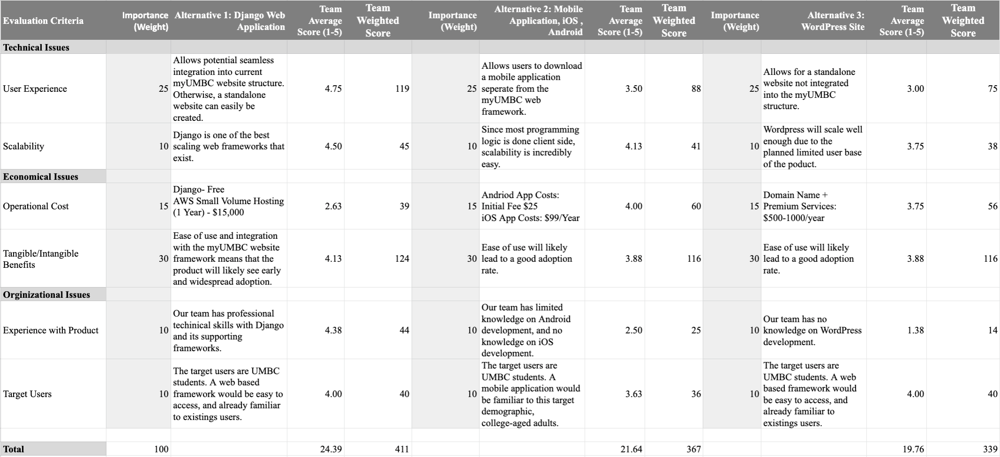 Evaluation Criteria
Importance
(Weight)
Alternative 1: Django Web
Application
Team
Average
Score (1-5)
Team
Weighted
Score
Importance
(Weight)
Alternative 2: Mobile
Application, iOS ,
Android
Team
Average
Score (1-5)
Team
Weighted
Score
Importance
(Weight)
Alternative 3:
WordPress Site
Team
Average
Score (1-5)
Team
Weighted
Score
Technical Issues
User Experience
25
Allows potential seamless
integration into current
myUMBC website structure.
Otherwise, a standalone
website can easily be
created.
4.75
119
25
Allows users to download
a mobile application
seperate from the
myUMBC web
framework.
3.50
88
25
Allows for a standalone
website not integrated
into the myUMBC
structure.
3.00
75
Scalability
10
Django is one of the best
scaling web frameworks that
exist.
4.50
45
10
Since most programming
logic is done client side,
scalability is incredibly
easy.
4.13
41
10
Wordpress will scale well
enough due to the
planned limited user base
of the poduct.
3.75
38
Economical Issues
Operational Cost
15
Django- Free
AWS Small Volume Hosting
(1 Year) - $15,000
2.63
39
15
Andriod App Costs:
Initial Fee $25
iOS App Costs: $99/Year
4.00
60
15
Domain Name +
Premium Services:
$500-1000/year
3.75
56
Tangible/Intangible
Benefits
30
Ease of use and integration
with the myUMBC website
framework means that the
product will likely see early
and widespread adoption.
4.13
124
30
Ease of use will likely
lead to a good adoption
rate.
3.88
116
30
Ease of use will likely
lead to a good adoption
rate.
3.88
116
Orginizational Issues
Experience with Product
10
Our team has professional
techinical skills with Django
and its supporting
frameworks.
4.38
44
10
Our team has limited
knowledge on Android
development, and no
knowledge on iOS
development.
2.50
25
10
Our team has no
knowledge on WordPress
development.
1.38
14
Target Users
10
The target users are UMBC
students. A web based
framework would be easy to
access, and already familiar
to existings users.
4.00
40
10
The target users are
UMBC students. A
mobile application would
be familiar to this target
demographic,
college-aged adults.
3.63
36
10
The target users are
UMBC students. A web
based framework would
be easy to access, and
already familiar to
existings users.
4.00
40
Total
100
24.39
411
21.64
367
19.76
339